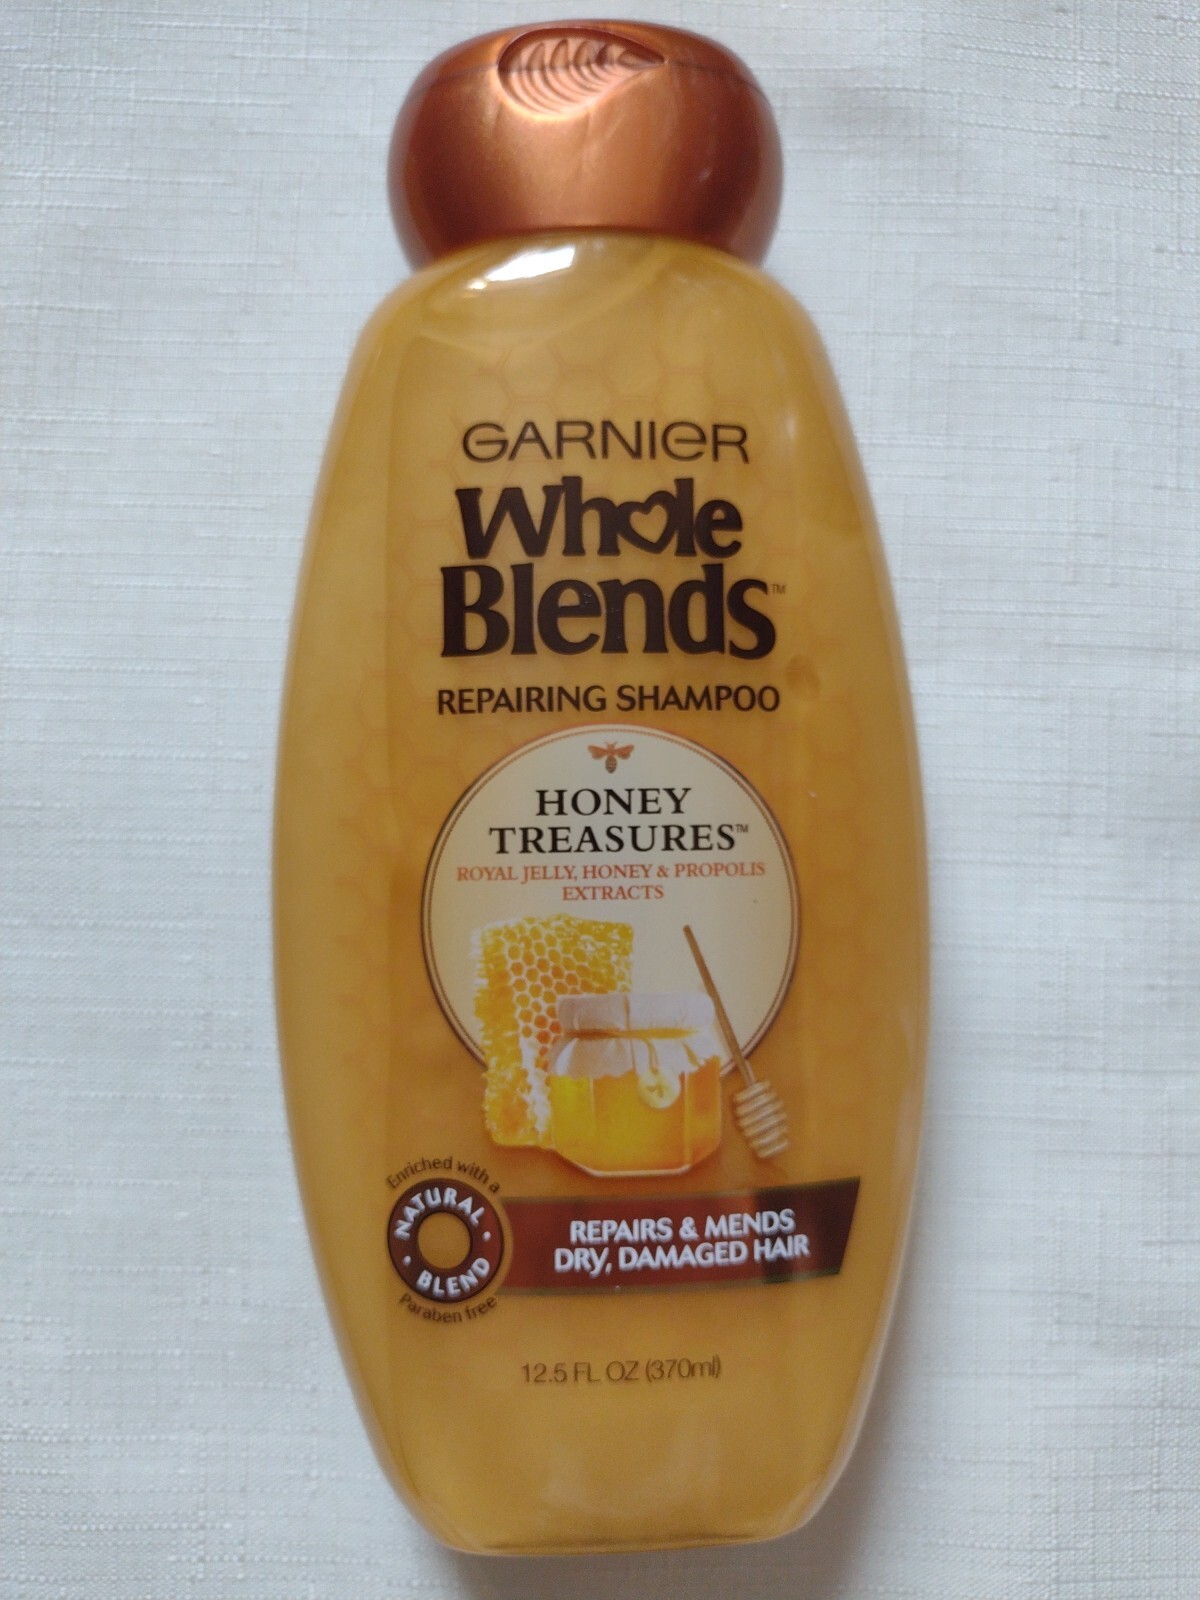 GARNIeR
Whole
Blends™
REPAIRING SHAMPOO
HONEY
TREASURES™
ROYAL JELLY, HONEY & PROPOLIS
EXTRACTS
Enriched with a
NATURAL
BLEND
Paraben free
REPAIRS & MENDS
DRy, DAMAGED HAIR
12.5 FL OZ (370ml)